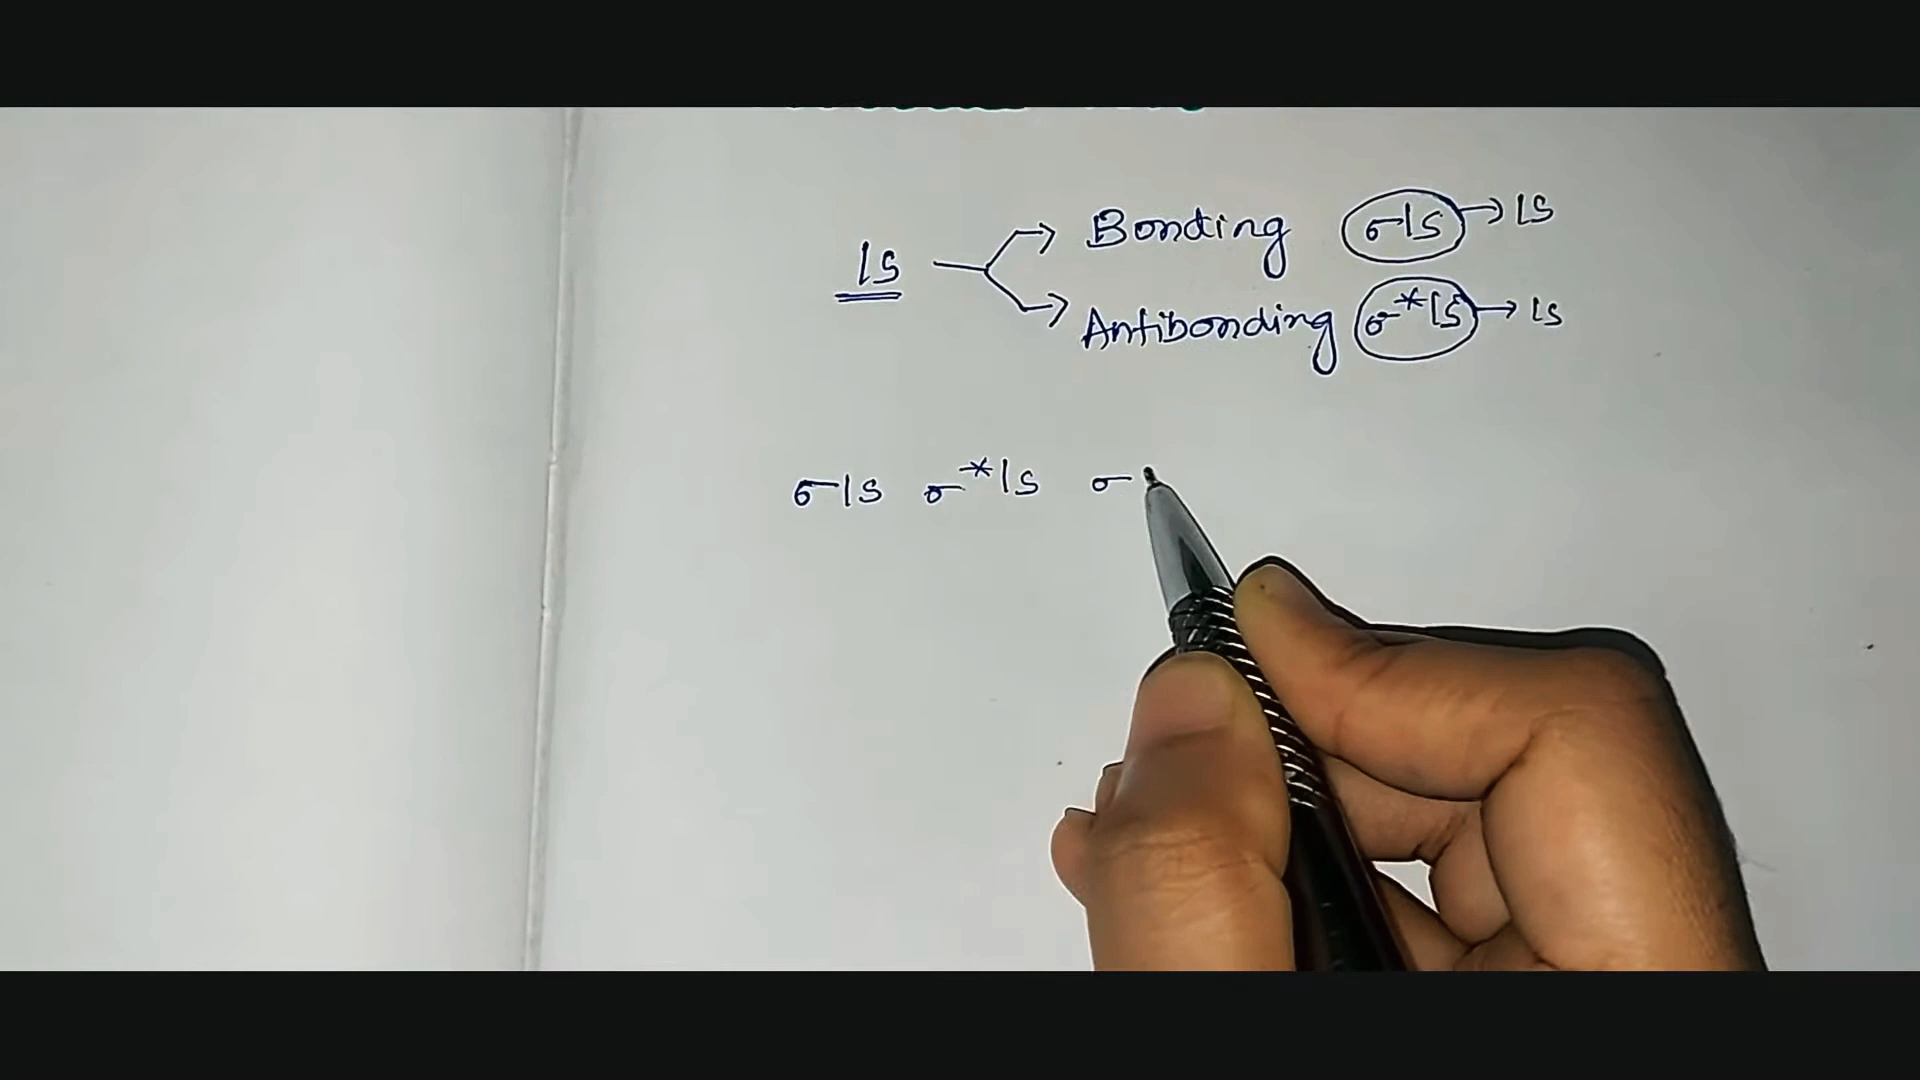 Bonding σ1s → 1s
1s
Antibonding σ*1s → 1s
σ1s σ*1s σ